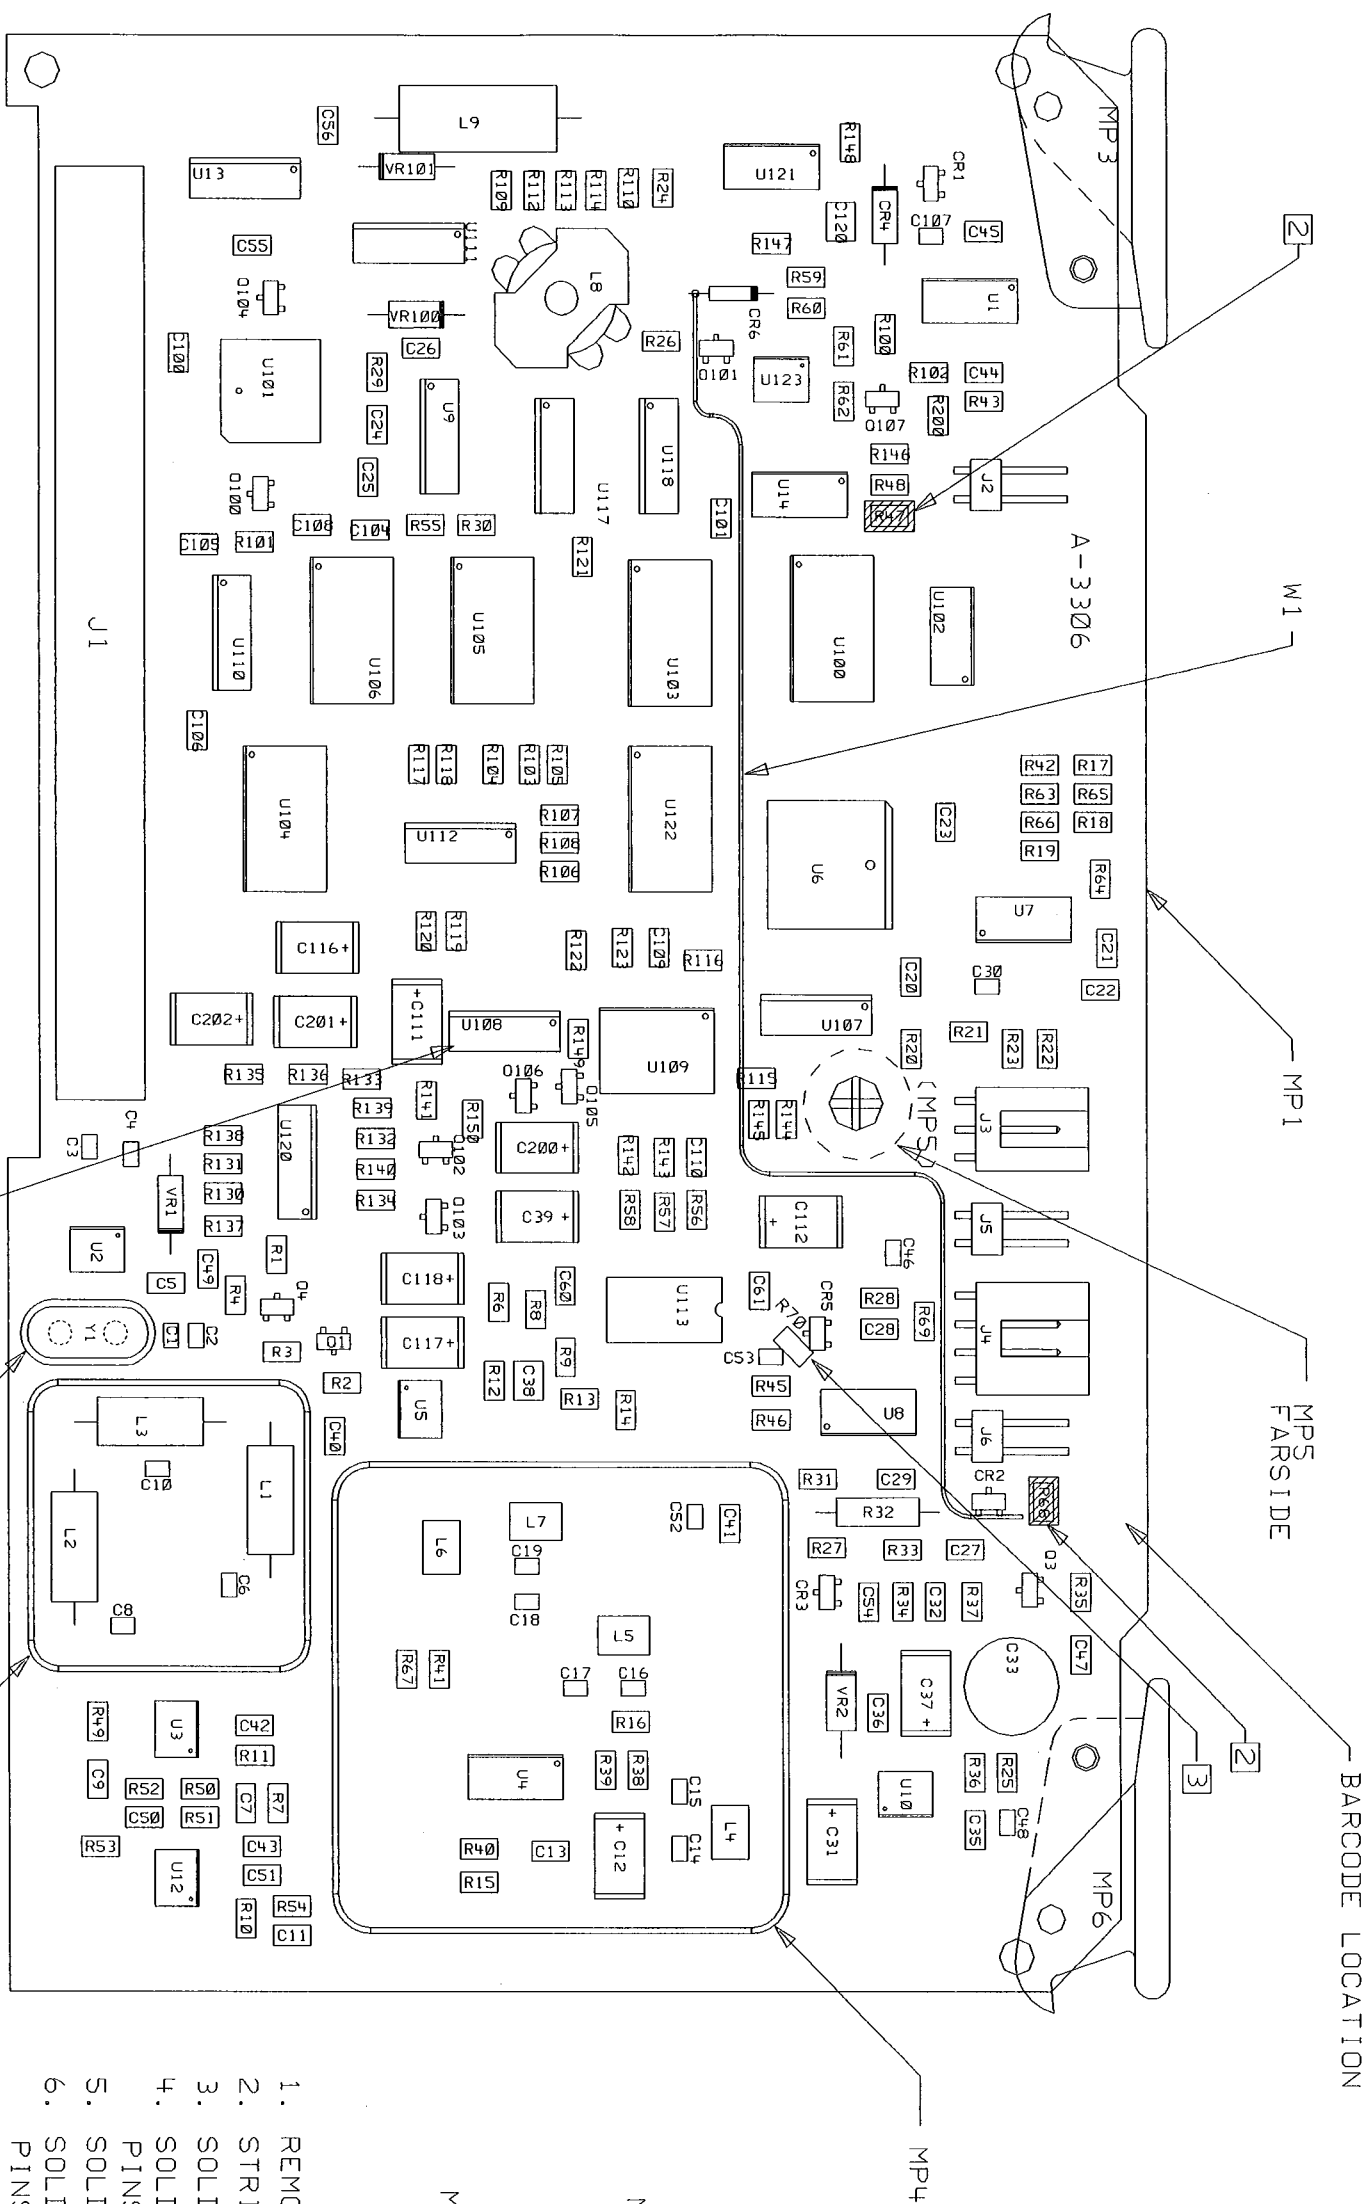 MP3
MP6
2
W1
MP1
MP5
FARSIDE
2
3
BARCODE LOCATION
MP4
A-3306
(MP5)
CR1
R148
U121
CR4
C107
C45
C120
R147
R59
R60
CR6
U1
R61
R100
R62
U123
Q101
R102
C44
R43
R200
Q107
R146
R48
R47
J2
U14
C101
U100
U102
L9
C56
VR101
U13
R109
R112
R113
R114
R110
R24
U111
L8
C55
Q104
VR100
C26
R26
C100
U101
R29
C24
C25
U9
U117
U118
Q100
C108
C104
R55
R30
R121
C105
R101
U110
U106
U105
U103
J1
C106
U104
R117
R118
R104
R103
R105
U112
R107
R108
R106
U122
R42
R17
R63
R65
R66
R18
R19
R64
C23
U6
U7
C21
C22
C30
C20
C116+
R120
R119
R122
R123
C109
R116
C202+
C201+
+C111
U108
R149
U109
U107
R20
R21
R23
R22
R135
R136
R133
R139
R141
R150
Q106
Q105
R115
R145
R144
J3
C4
C3
R138
R131
R130
R137
U120
R132
R140
R134
Q102
Q103
C200+
C39 +
R142
R143
C110
R58
R57
R56
+ C112
C46
J5
VR1
U2
C5
C49
R4
R1
Q4
C118+
C117+
R6
R8
C60
U113
C61
R70
CR5
C53
R28
C28
R69
J4
Y1
C1
C2
R3
Q1
R2
C40
U5
R12
C38
R9
R13
R14
R45
R46
U8
J6
L3
C10
L1
L2
C6
C8
R31
C29
CR2
R68
R32
R27
R33
C27
Q3
R35
C52
C41
L7
L6
C19
C18
L5
CR3
C54
R34
C32
R37
C47
C33
R67
R41
C17
C16
R16
VR2
C36
C37 +
R49
U3
C42
R11
C9
R52
R50
C50
R51
C7
R7
U4
R39
R38
C15
L4
C14
U10
R36
R25
C35
C48
+ C31
R53
U12
C43
C51
R10
R54
C11
R40
R15
C13
+ C12
1. REMO
2. STRI
3. SOLI
4. SOLI
PINS
5. SOLI
6. SOLI
PINS